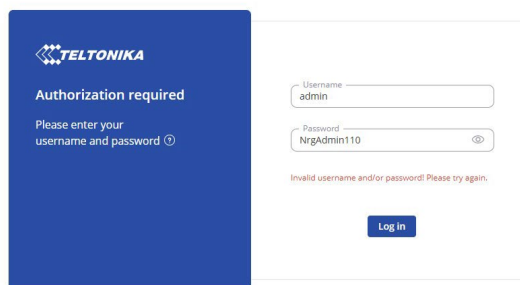 TELTONIKA
Authorization required
Please enter your
username and password ?
Username
admin
Password
NrgAdmin110
Invalid username and/or password! Please try again.
Log in